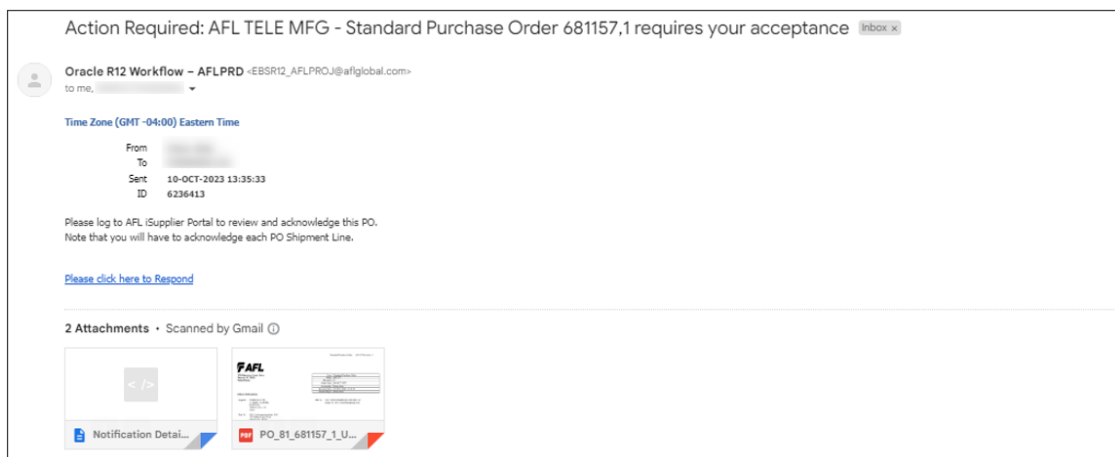 Action Required: AFL TELE MFG - Standard Purchase Order 681157,1 requires your acceptance Inbox x
Oracle R12 Workflow – AFLPRD <EBSR12_AFLPROJ@aflglobal.com>
to me,
Time Zone (GMT -04:00) Eastern Time
From
To
Sent 10-OCT-2023 13:35:33
ID 6236413
Please log to AFL iSupplier Portal to review and acknowledge this PO.
Note that you will have to acknowledge each PO Shipment Line.
Please click here to Respond
2 Attachments • Scanned by Gmail
</>
AFL
Notification Detai...
PDF PO_81_681157_1_U...